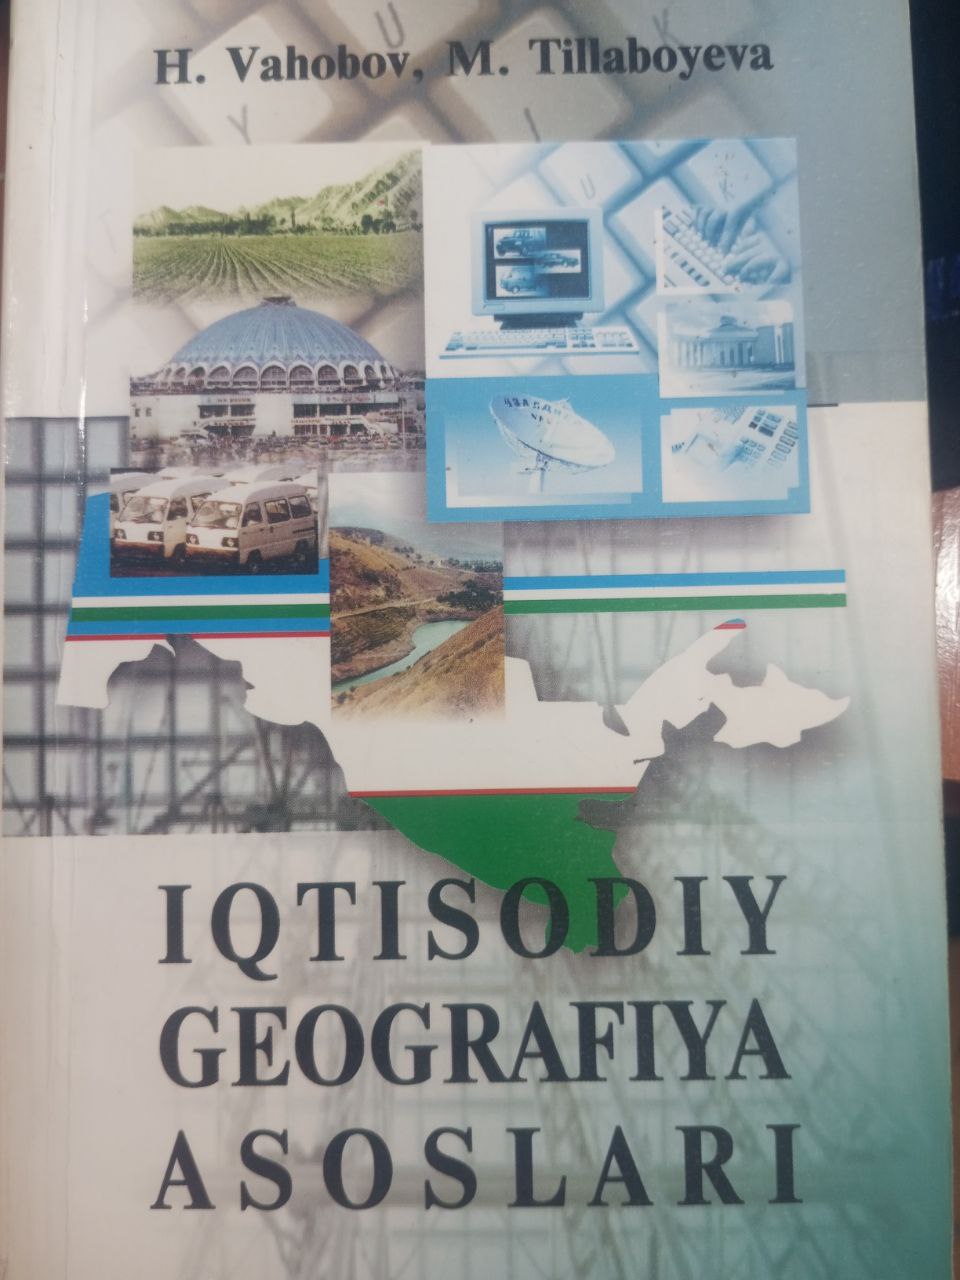 H. Vahobov, M. Tillaboyeva
IQTISODIY
GEOGRAFIYA
ASOSLARI